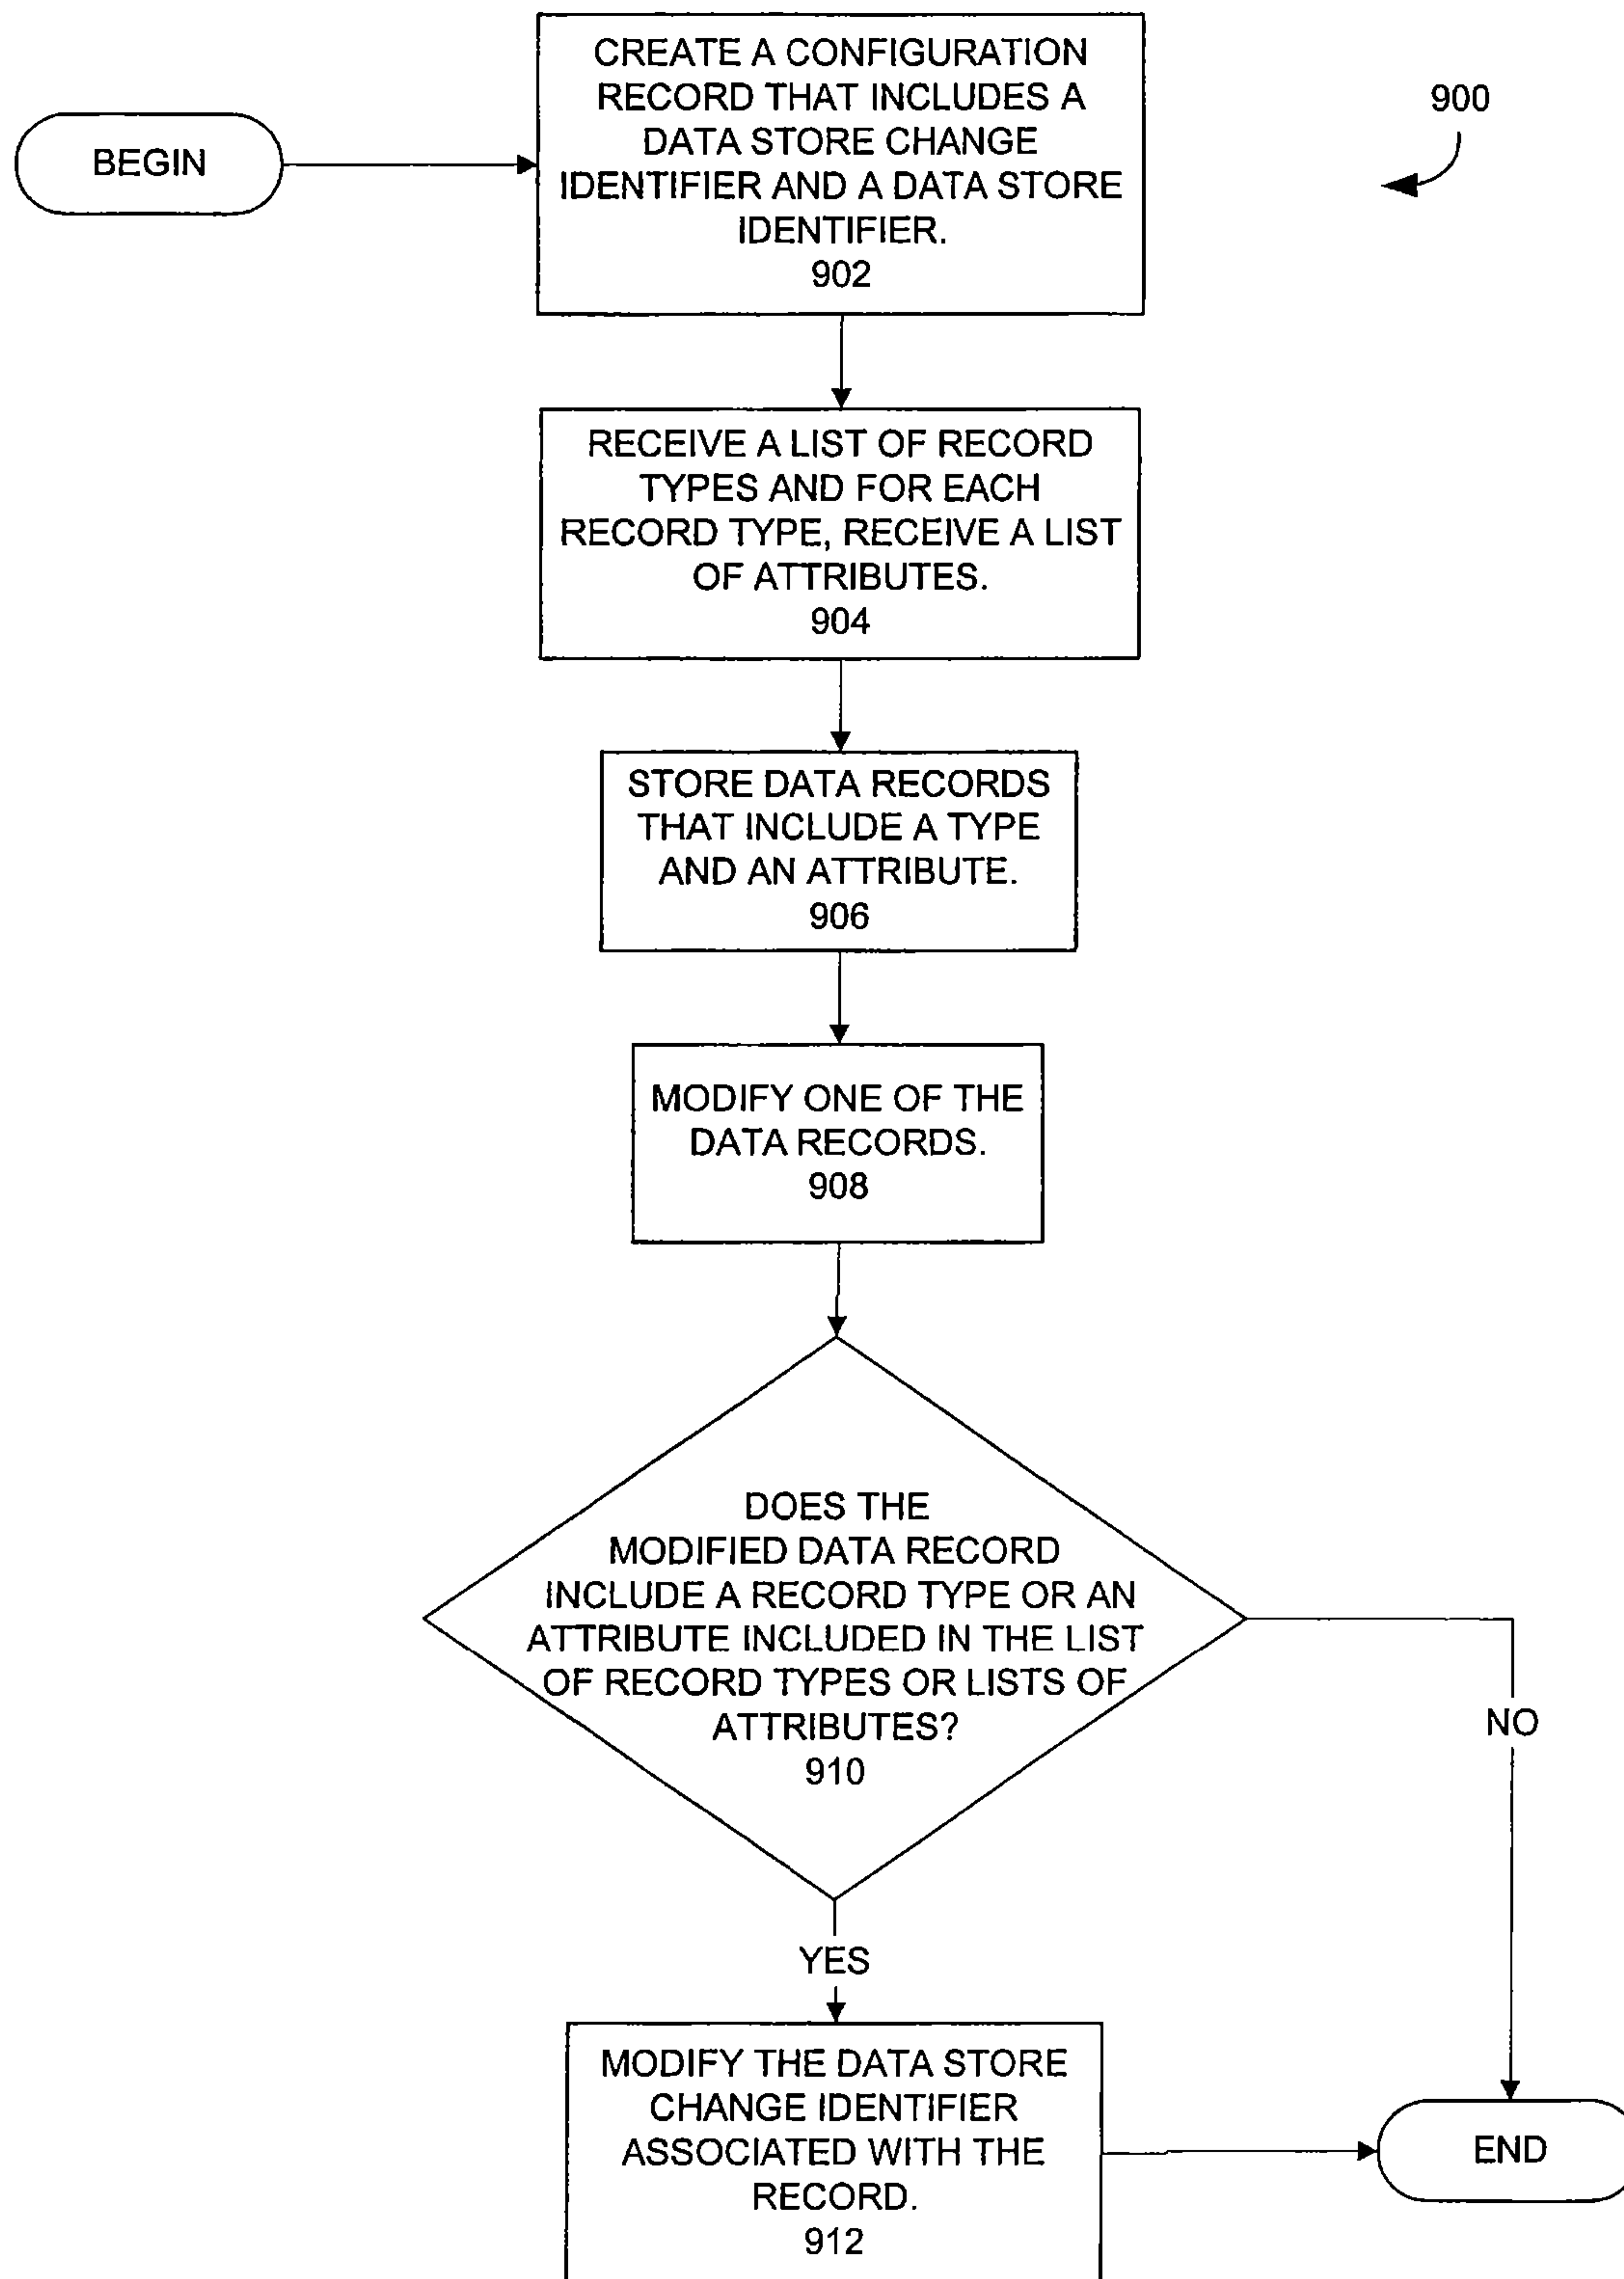 BEGIN
CREATE A CONFIGURATION
RECORD THAT INCLUDES A
DATA STORE CHANGE
IDENTIFIER AND A DATA STORE
IDENTIFIER.
902
900
RECEIVE A LIST OF RECORD
TYPES AND FOR EACH
RECORD TYPE, RECEIVE A LIST
OF ATTRIBUTES.
904
STORE DATA RECORDS
THAT INCLUDE A TYPE
AND AN ATTRIBUTE.
906
MODIFY ONE OF THE
DATA RECORDS.
908
DOES THE
MODIFIED DATA RECORD
INCLUDE A RECORD TYPE OR AN
ATTRIBUTE INCLUDED IN THE LIST
OF RECORD TYPES OR LISTS OF
ATTRIBUTES?
910
NO
YES
MODIFY THE DATA STORE
CHANGE IDENTIFIER
ASSOCIATED WITH THE
RECORD.
912
END